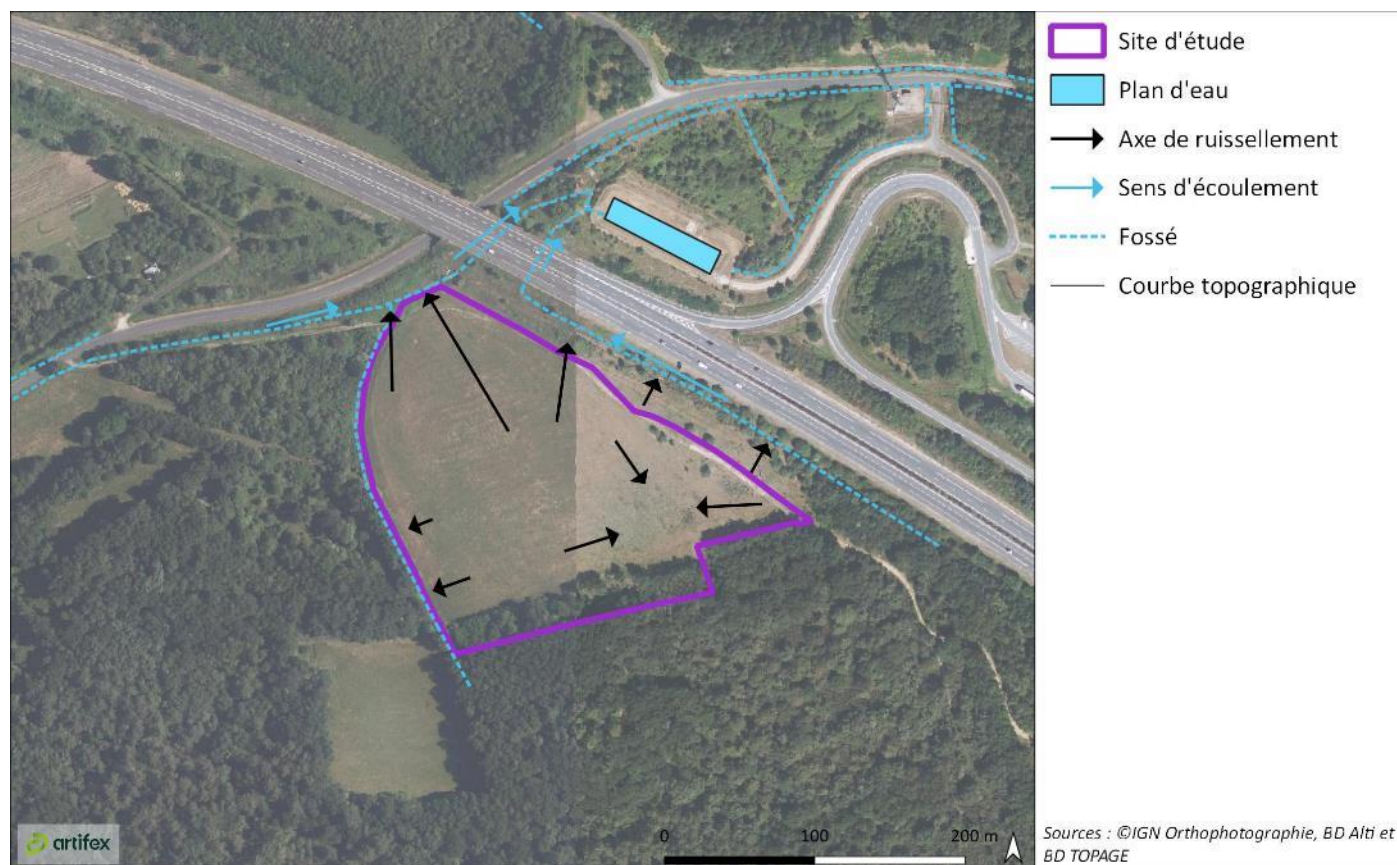 Site d'étude
Plan d'eau
Axe de ruissellement
Sens d'écoulement
Fossé
Courbe topographique
artifex
0 100 200 m
Sources : ©IGN Orthophotographie, BD Alti et
BD TOPAGE